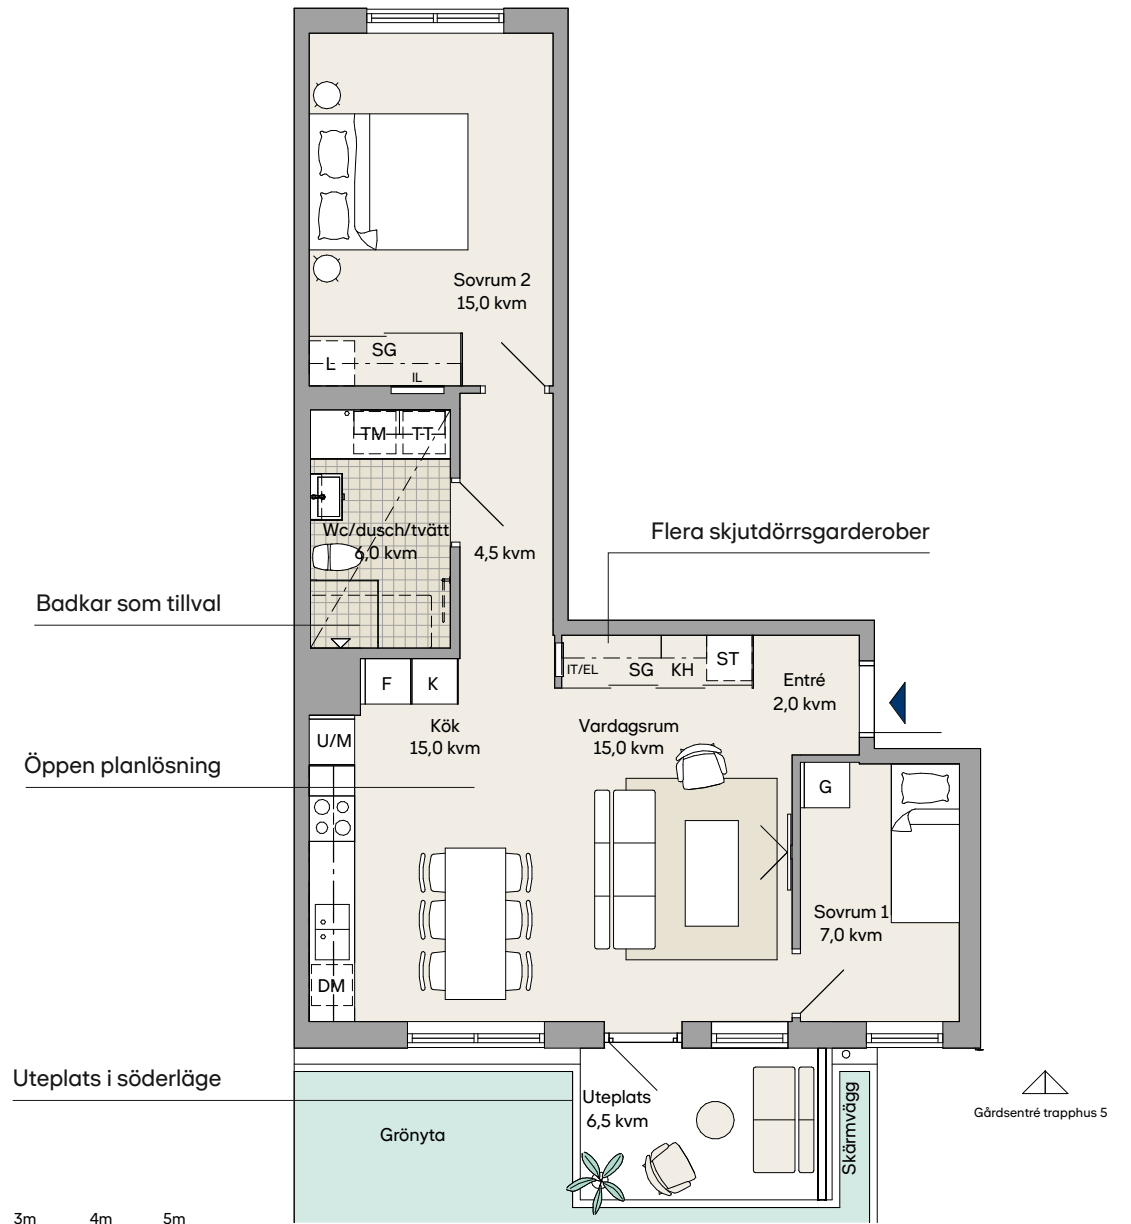 Sovrum 2
15,0 kvm
L
SG
IL
TM
TT
Wc/dusch/tvätt
6,0 kvm
4,5 kvm
Flera skjutdörrsgarderober
Badkar som tillval
IT/EL
SG
KH
ST
Entré
2,0 kvm
F
K
Kök
15,0 kvm
Vardagsrum
15,0 kvm
U/M
Öppen planlösning
G
Sovrum 1
7,0 kvm
DM
Uteplats i söderläge
Uteplats
6,5 kvm
Skärmvägg
Gårdsentré trapphus 5
Grönyta
3m
4m
5m